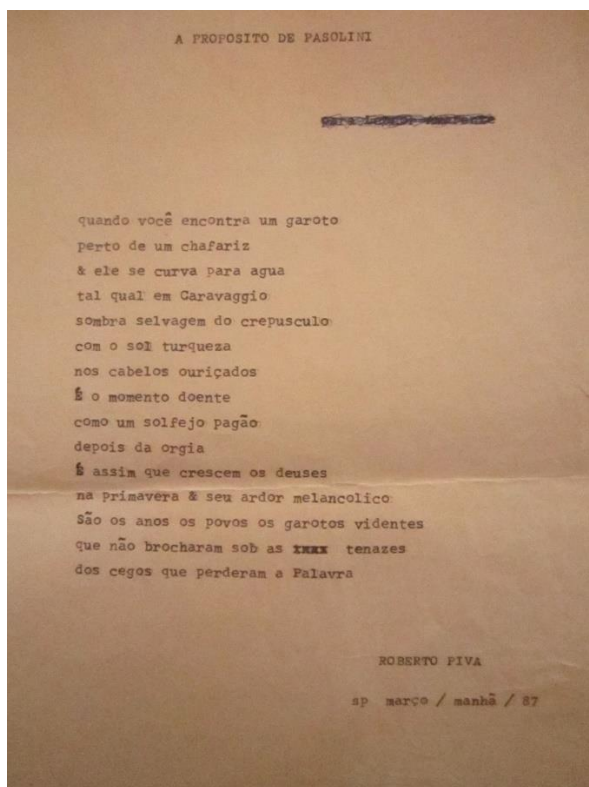 A PROPOSITO DE PASOLINI
quando você encontra um garoto
perto de um chafariz
& ele se curva para agua
tal qual em Caravaggio
sombra selvagem do crepusculo
com o sol turqueza
nos cabelos ouriçados
É o momento doente
como um solfejo pagão
depois da orgia
É assim que crescem os deuses
na primavera & seu ardor melancolico
São os anos os povos os garotos videntes
que não brocharam sob as tenazes
dos cegos que perderam a Palavra
ROBERTO PIVA
sp março / manhã / 87